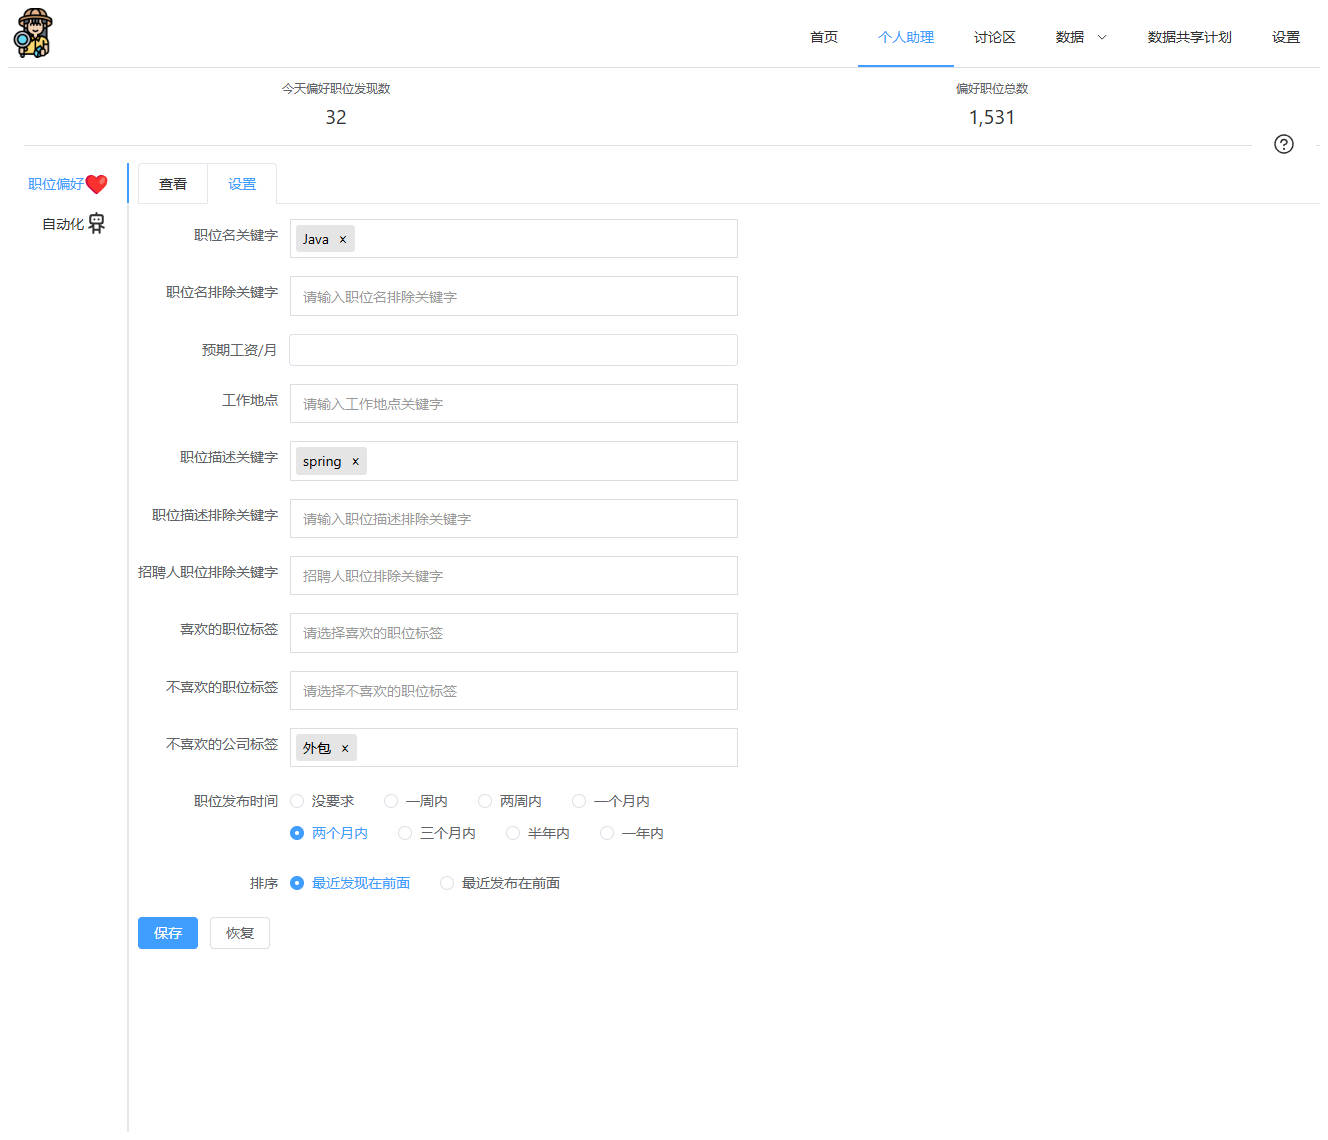 首页 个人助理 讨论区 数据 数据共享计划 设置
今天偏好职位发现数 偏好职位总数
32 1,531
职位偏好 查看 设置
自动化
职位名关键字 Java x
职位名排除关键字 请输入职位名排除关键字
预期工资/月
工作地点 请输入工作地点关键字
职位描述关键字 spring x
职位描述排除关键字 请输入职位描述排除关键字
招聘人职位排除关键字 招聘人职位排除关键字
喜欢的职位标签 请选择喜欢的职位标签
不喜欢的职位标签 请选择不喜欢的职位标签
不喜欢的公司标签 外包 x
职位发布时间 没要求 一周内 两周内 一个月内
两个月内 三个月内 半年内 一年内
排序 最近发现在前面 最近发布在前面
保存 恢复